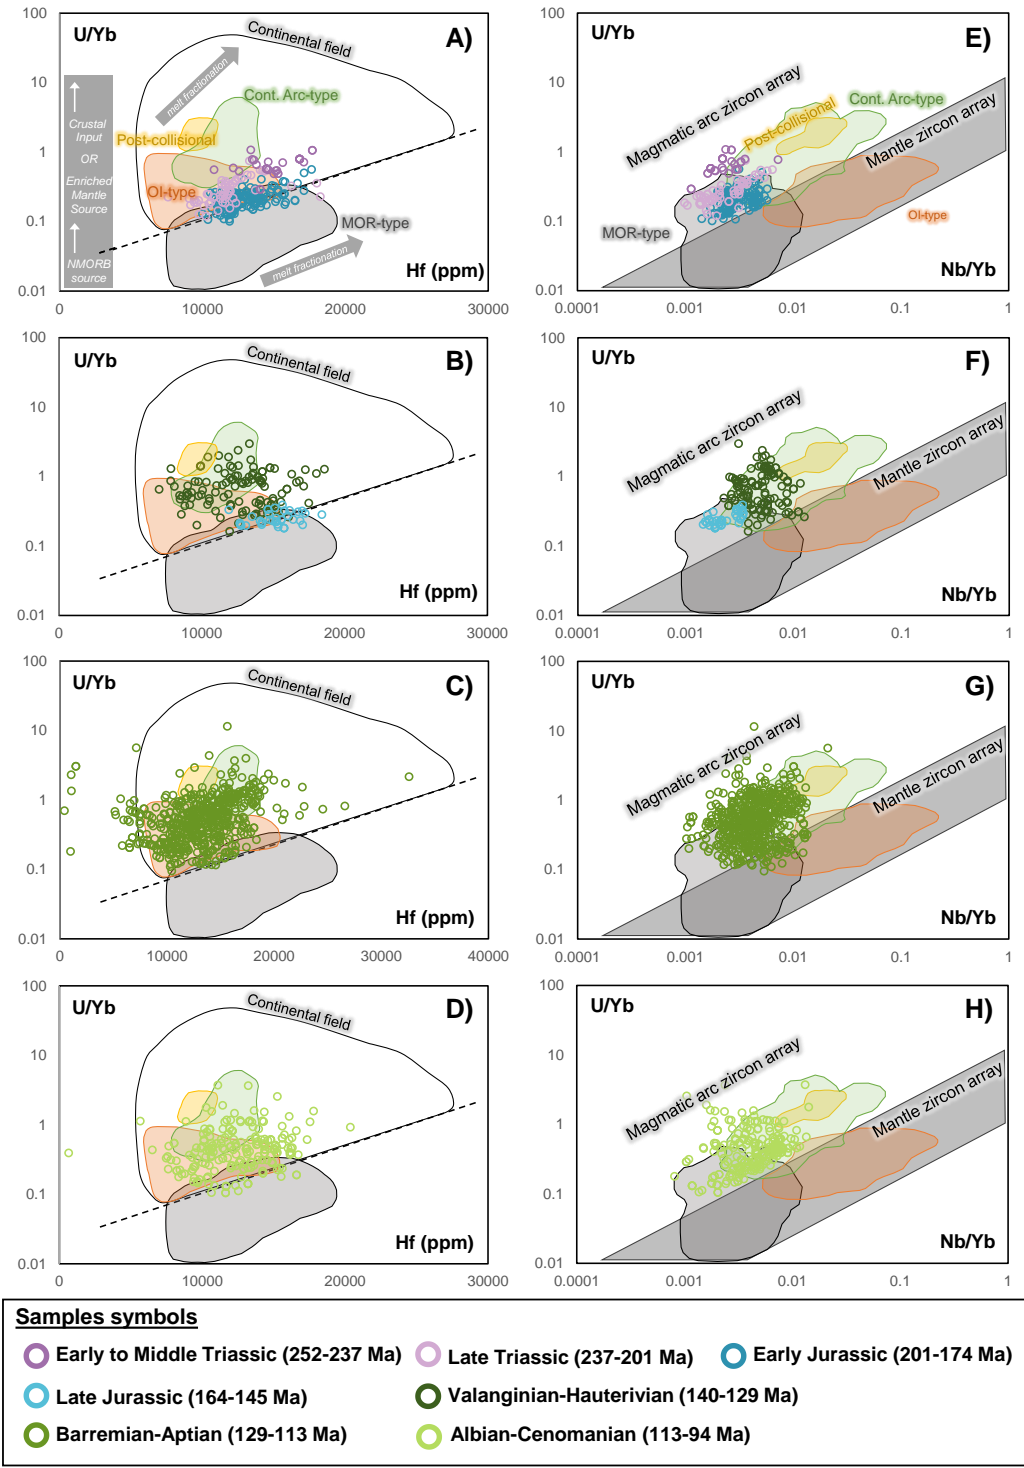 100
10
1
0.1
0.01
0
10000
20000
30000
U/Yb
A)
Continental field
melt fractionation
Cont. Arc-type
Post-collisional
OI-type
MOR-type
melt fractionation
Hf (ppm)
Crustal
Input
OR
Enriched
Mantle
Source
NMORB
source
100
10
1
0.1
0.01
0.0001
0.001
0.01
0.1
1
U/Yb
E)
Magmatic arc zircon array
Post-collisional
Cont. Arc-type
Mantle zircon array
MOR-type
OI-type
Nb/Yb
100
10
1
0.1
0.01
0
10000
20000
30000
U/Yb
B)
Continental field
Hf (ppm)
100
10
1
0.1
0.01
0.0001
0.001
0.01
0.1
1
U/Yb
F)
Magmatic arc zircon array
Mantle zircon array
Nb/Yb
100
10
1
0.1
0.01
0
10000
20000
30000
40000
U/Yb
C)
Continental field
Hf (ppm)
100
10
1
0.1
0.01
0.0001
0.001
0.01
0.1
1
U/Yb
G)
Magmatic arc zircon array
Mantle zircon array
Nb/Yb
100
10
1
0.1
0.01
0
10000
20000
30000
U/Yb
D)
Continental field
Hf (ppm)
100
10
1
0.1
0.01
0.0001
0.001
0.01
0.1
1
U/Yb
H)
Magmatic arc zircon array
Mantle zircon array
Nb/Yb
Samples symbols
Early to Middle Triassic (252-237 Ma)
Late Triassic (237-201 Ma)
Early Jurassic (201-174 Ma)
Late Jurassic (164-145 Ma)
Valanginian-Hauterivian (140-129 Ma)
Barremian-Aptian (129-113 Ma)
Albian-Cenomanian (113-94 Ma)